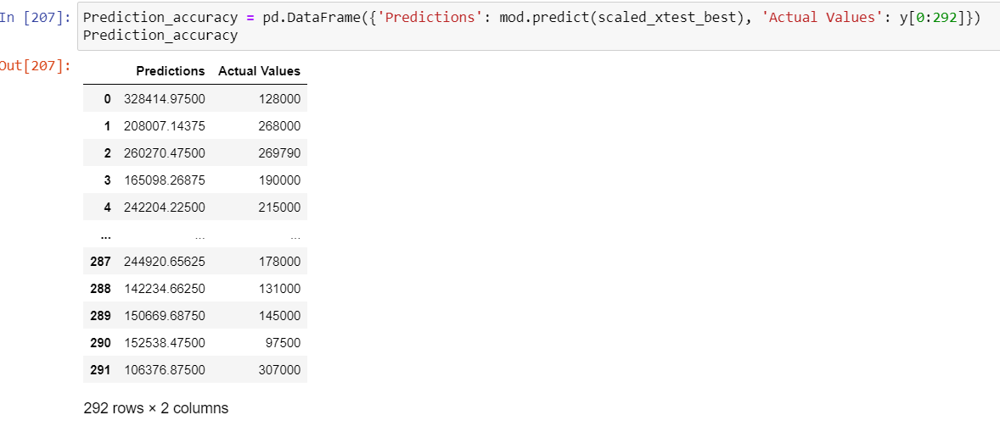 In [207]: Prediction_accuracy = pd.DataFrame({'Predictions': mod.predict(scaled_xtest_best), 'Actual Values': y[0:292]})
Prediction_accuracy
Out[207]:
Predictions Actual Values
0 328414.97500 128000
1 208007.14375 268000
2 260270.47500 269790
3 165098.26875 190000
4 242204.22500 215000
... ... ...
287 244920.65625 178000
288 142234.66250 131000
289 150669.68750 145000
290 152538.47500 97500
291 106376.87500 307000
292 rows × 2 columns